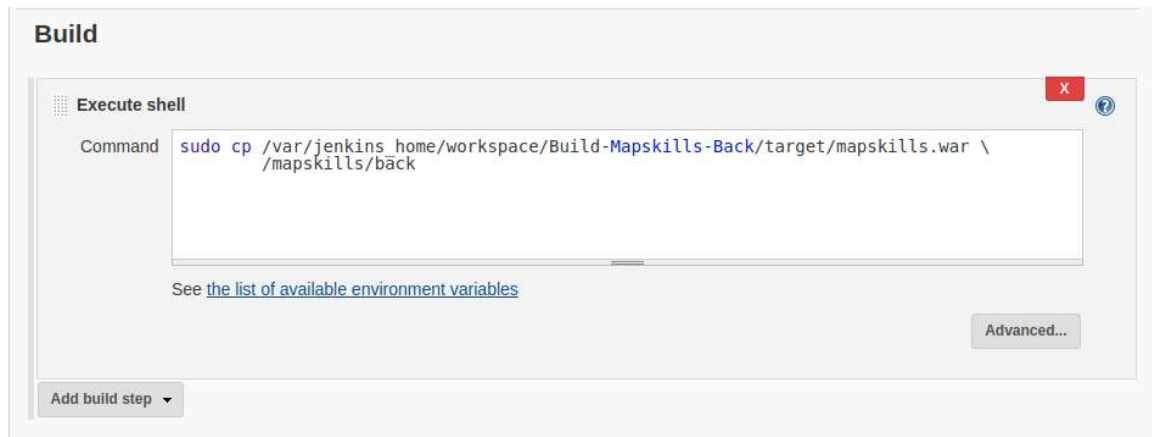 Build
Execute shell
X
?
Command
sudo cp /var/jenkins_home/workspace/Build-Mapskills-Back/target/mapskills.war \
/mapskills/back
See the list of available environment variables
Advanced...
Add build step